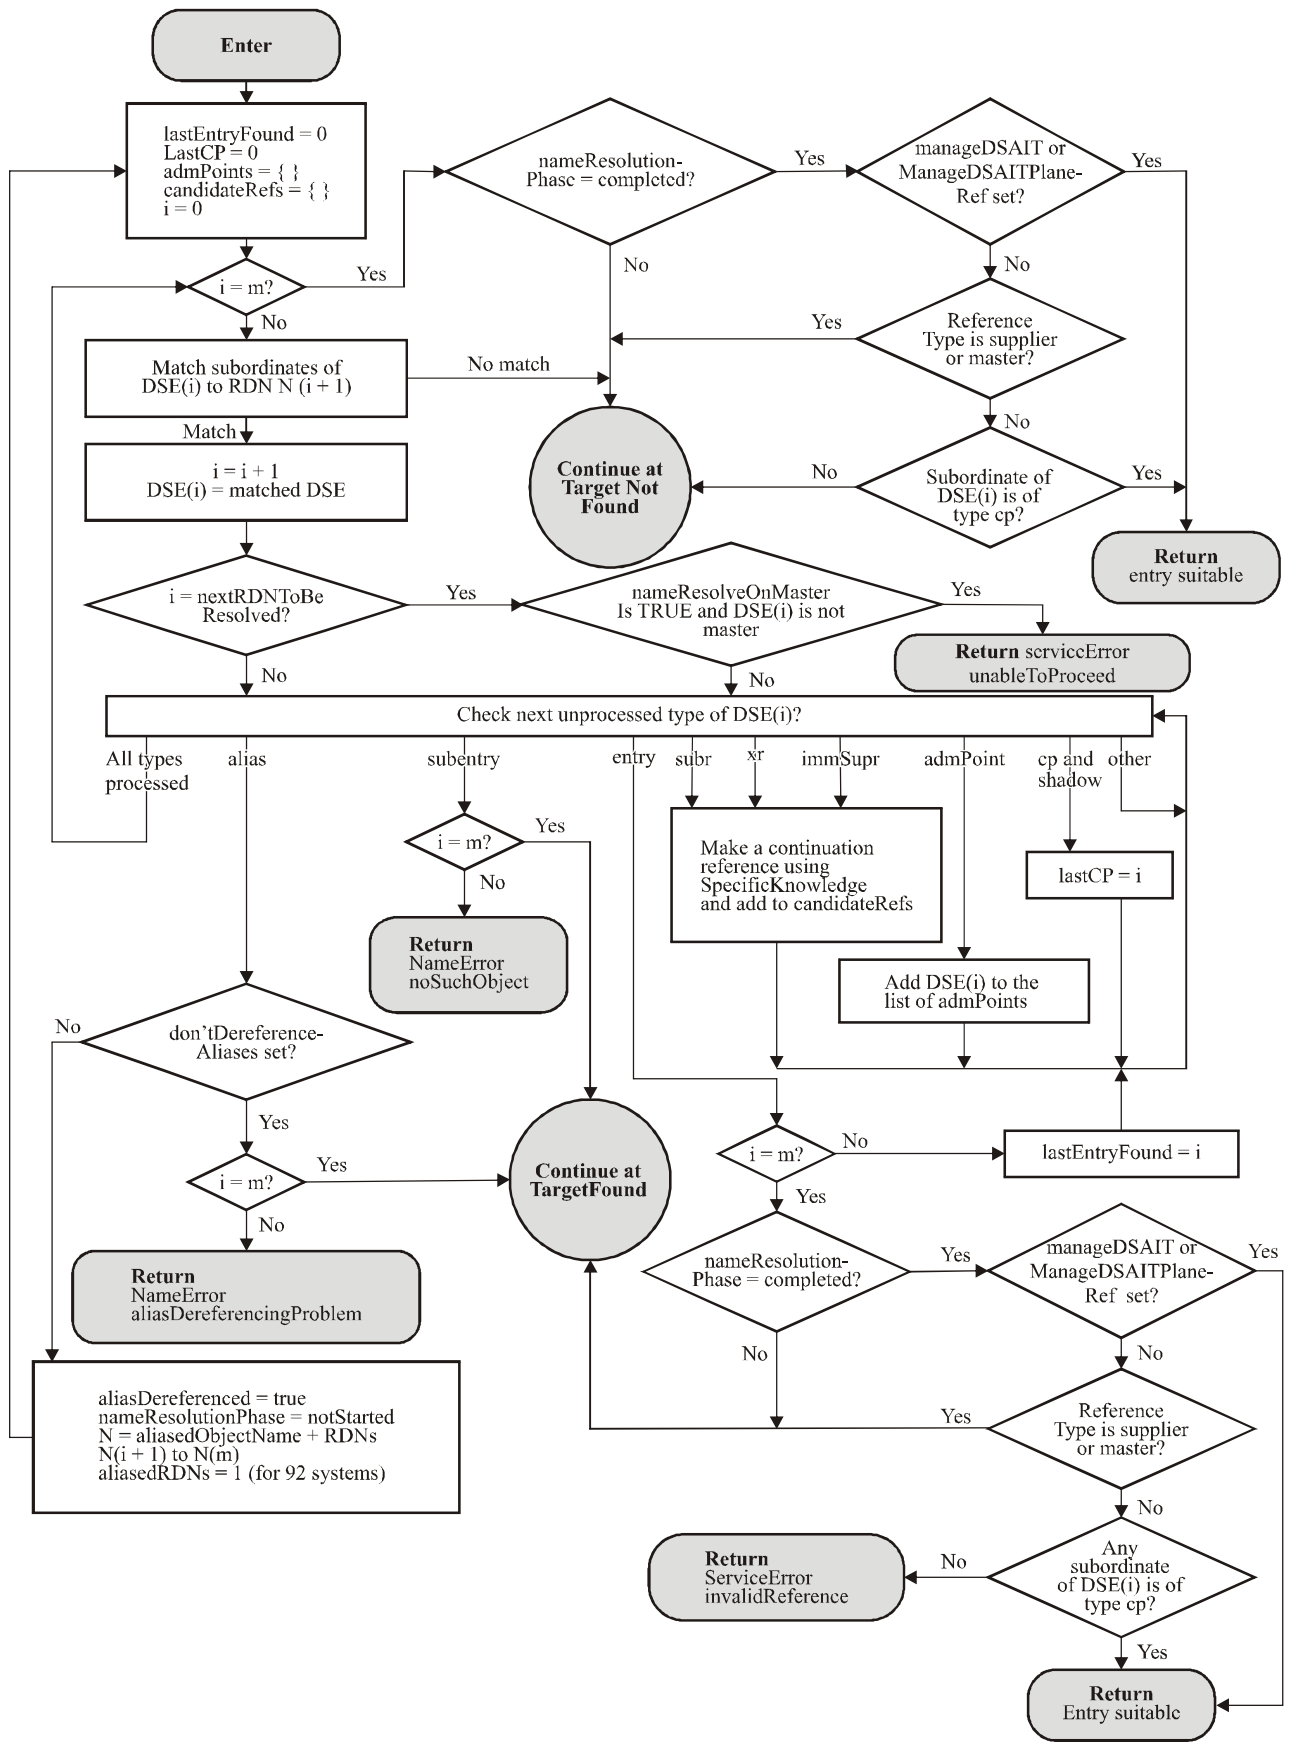 Enter
lastEntryFound = 0
LastCP = 0
admPoints = { }
candidateRefs = { }
i = 0
nameResolution-
Phase = completed?
Yes
manageDSAIT or
ManageDSAITPlane-
Ref set?
Yes
No
No
i = m?
Yes
No
Reference
Type is supplier
or master?
Yes
No
Match subordinates of
DSE(i) to RDN N (i + 1)
No match
Match
i = i + 1
DSE(i) = matched DSE
Continue at
Target Not
Found
No
Subordinate of
DSE(i) is of
type cp?
Yes
Return
entry suitable
i = nextRDNToBe
Resolved?
Yes
No
nameResolveOnMaster
Is TRUE and DSE(i) is not
master
Yes
No
Return serviceError
unableToProceed
Check next unprocessed type of DSE(i)?
All types
processed
alias
subentry
entry
subr
xr
immSupr
admPoint
cp and
shadow
other
i = m?
Yes
No
Return
NameError
noSuchObject
Make a continuation
reference using
SpecificKnowledge
and add to candidateRefs
lastCP = i
Add DSE(i) to the
list of admPoints
don'tDereference-
Aliases set?
No
Yes
i = m?
Yes
No
Continue at
TargetFound
i = m?
No
Yes
lastEntryFound = i
Return
NameError
aliasDereferencingProblem
nameResolution-
Phase = completed?
Yes
No
manageDSAIT or
ManageDSAITPlane-
Ref set?
Yes
No
aliasDereferenced = true
nameResolutionPhase = notStarted
N = aliasedObjectName + RDNs
N(i + 1) to N(m)
aliasedRDNs = 1 (for 92 systems)
Yes
Reference
Type is supplier
or master?
No
Return
ServiceError
invalidReference
No
Any
subordinate
of DSE(i) is of
type cp?
Yes
Return
Entry suitable